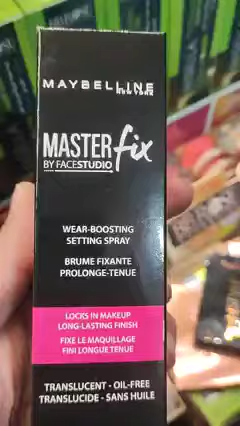 MAYBELLINE
NEW YORK
MASTER fix
BY FACESTUDIO
WEAR-BOOSTING
SETTING SPRAY
BRUME FIXANTE
PROLONGE-TENUE
LOCKS IN MAKEUP
LONG-LASTING FINISH
FIXE LE MAQUILLAGE
FINI LONGUE TENUE
TRANSLUCENT - OIL-FREE
TRANSLUCIDE - SANS HUILE